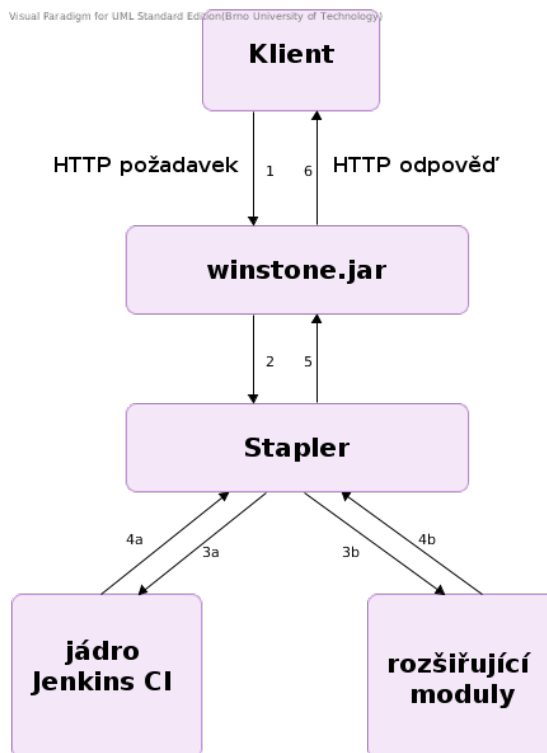 Visual Paradigm for UML Standard Edition(Brno University of Technology)
Klient
HTTP požadavek 1 6 HTTP odpověď
winstone.jar
2 5
Stapler
4a 3a 3b 4b
jádro
Jenkins CI
rozšiřující
moduly